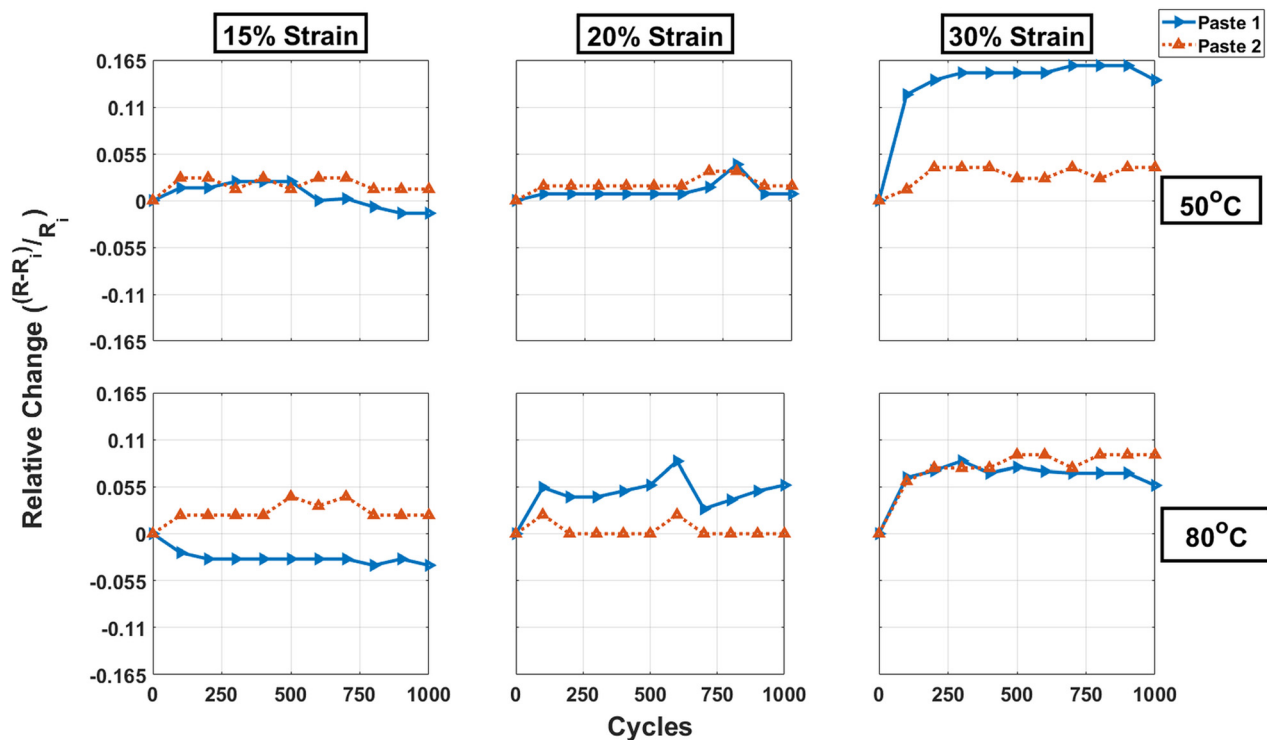 15% Strain
20% Strain
30% Strain
Paste 1
Paste 2
0.165
0.11
0.055
0
-0.055
-0.11
-0.165
50°C
Relative Change ((R-Ri)/Ri
0.165
0.11
0.055
0
-0.055
-0.11
-0.165
80°C
0 250 500 750 1000
0 250 500 750 1000
0 250 500 750 1000
Cycles